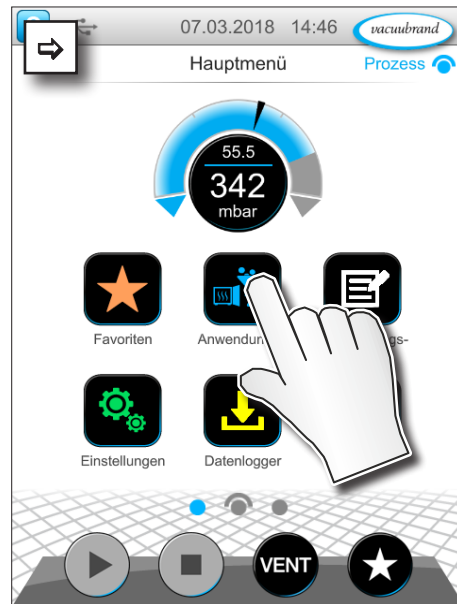 07.03.2018 14:46 vacuubrand
Hauptmenü Prozess
55.5
342
mbar
Favoriten
Einstellungen Datenlogger
VENT